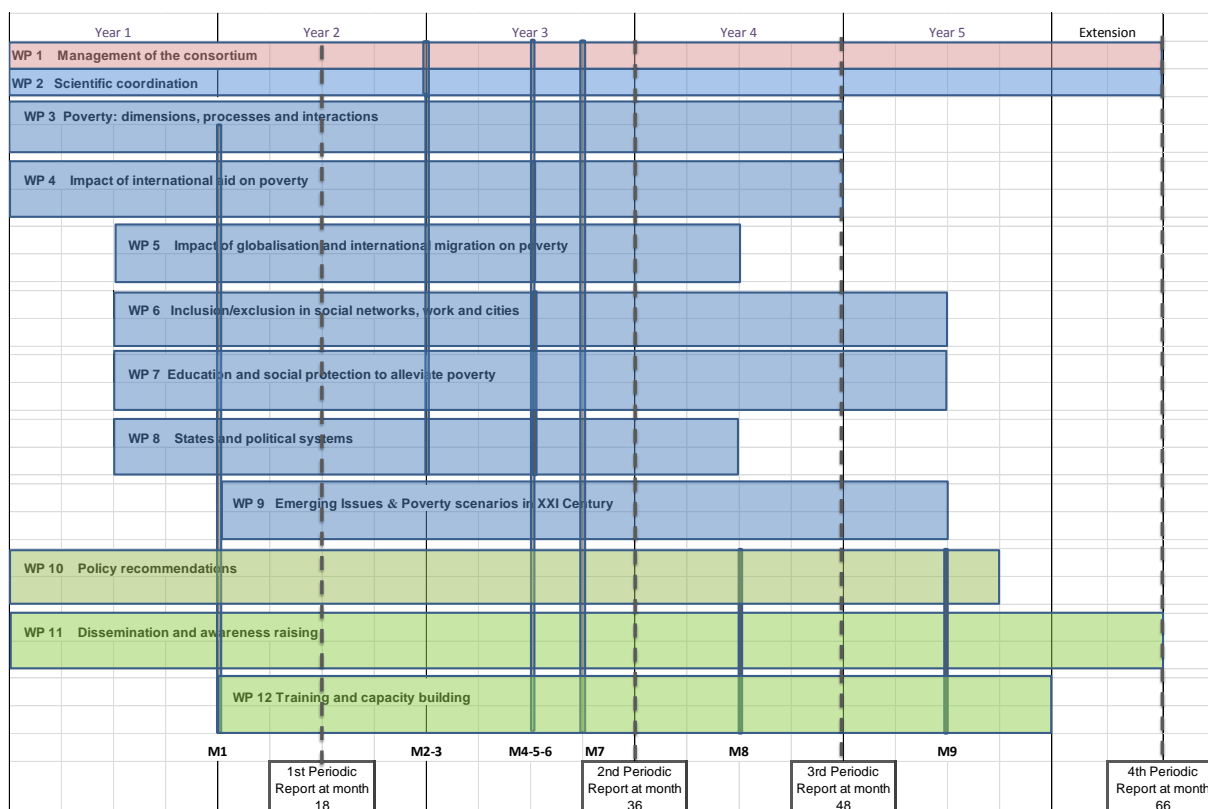 Year 1 Year 2 Year 3 Year 4 Year 5 Extension
WP 1 Management of the consortium
WP 2 Scientific coordination
WP 3 Poverty: dimensions, processes and interactions
WP 4 Impact of international aid on poverty
WP 5 Impact of globalisation and international migration on poverty
WP 6 Inclusion/exclusion in social networks, work and cities
WP 7 Education and social protection to alleviate poverty
WP 8 States and political systems
WP 9 Emerging Issues & Poverty scenarios in XXI Century
WP 10 Policy recommendations
WP 11 Dissemination and awareness raising
WP 12 Training and capacity building
M1 M2-3 M4-5-6 M7 M8 M9
1st Periodic
Report at month
18
2nd Periodic
Report at month
36
3rd Periodic
Report at month
48
4th Periodic
Report at month
66